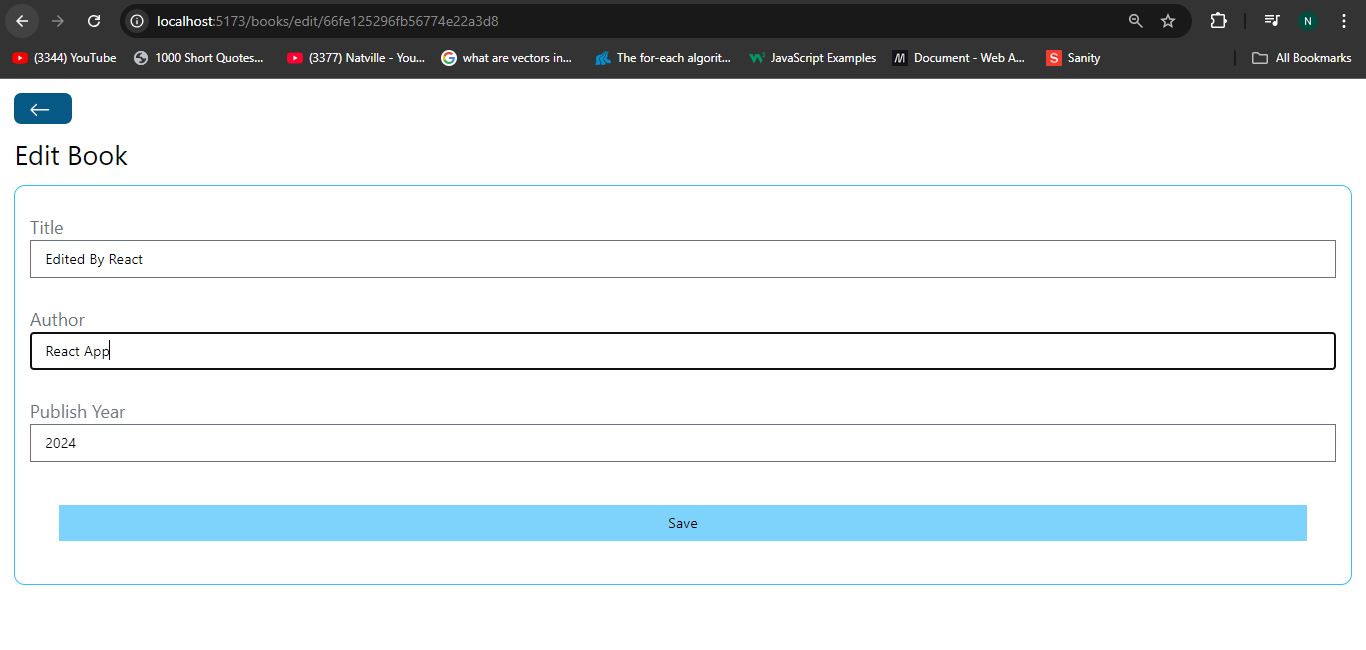 localhost:5173/books/edit/66fe125296fb56774e22a3d8
N
(3344) YouTube
1000 Short Quotes...
(3377) Natville - You...
what are vectors in...
The for-each algorit...
JavaScript Examples
Document - Web A...
S Sanity
All Bookmarks
Edit Book
Title
Edited By React
Author
React App
Publish Year
2024
Save